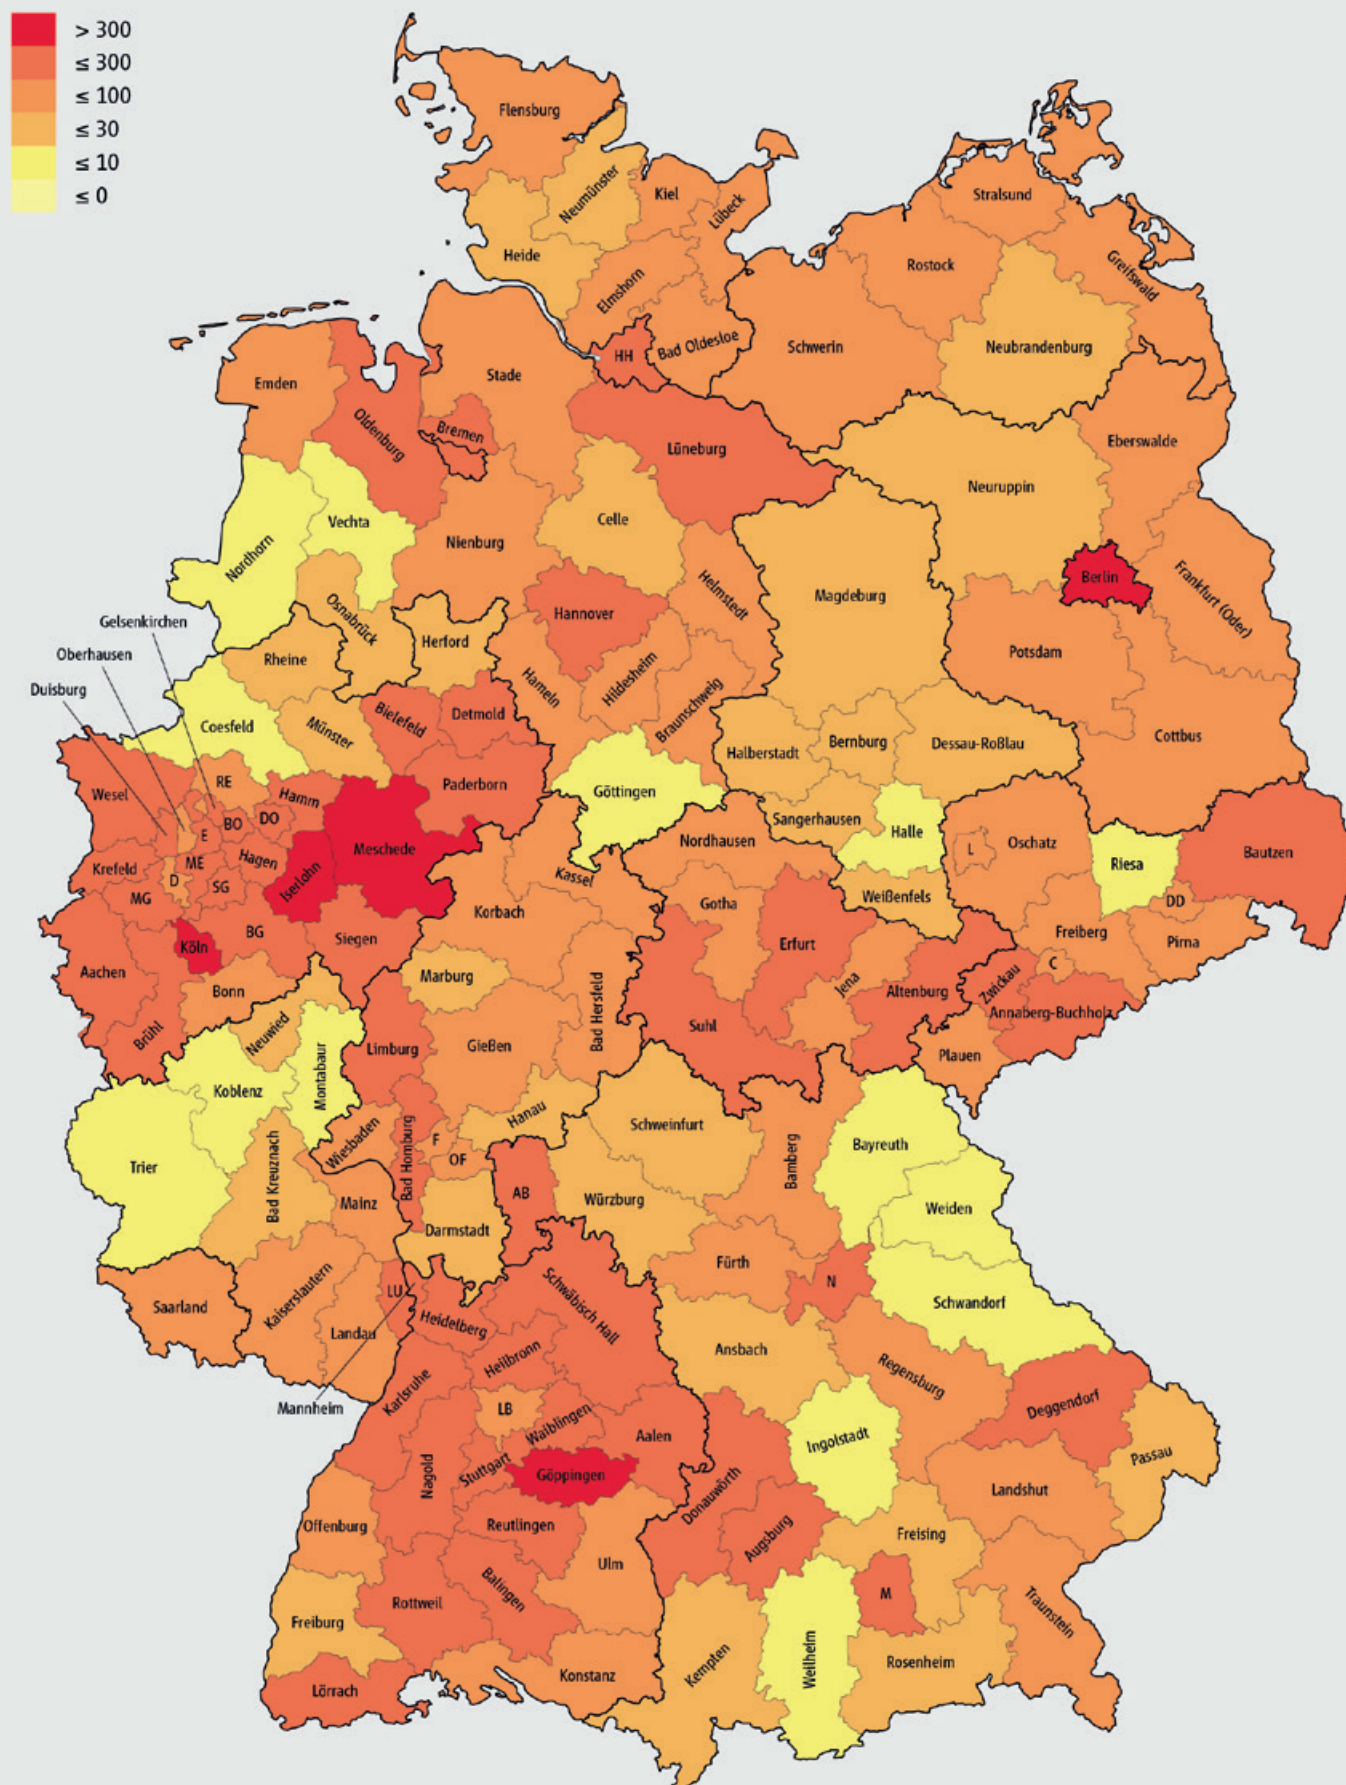 > 300
≤ 300
≤ 100
≤ 30
≤ 10
≤ 0
Flensburg
Neumünster
Kiel
Lübeck
Stralsund
Heide
Elmshorn
Rostock
Greifswald
HH
Bad Oldesloe
Schwerin
Neubrandenburg
Emden
Stade
Oldenburg
Bremen
Lüneburg
Eberswalde
Neuruppin
Vechta
Celle
Nordhorn
Nienburg
Berlin
Frankfurt (Oder)
Helmstedt
Magdeburg
Hannover
Osnabrück
Gelsenkirchen
Herford
Potsdam
Oberhausen
Rheine
Hameln
Hildesheim
Duisburg
Braunschweig
Coesfeld
Münster
Bielefeld
Detmold
Halberstadt
Bernburg
Dessau-Roßlau
Cottbus
RE
Wesel
Hamm
Paderborn
Göttingen
E
BO
DO
Meschede
Nordhausen
Sangerhausen
Halle
L
Oschatz
Riesa
Bautzen
Krefeld
ME
Hagen
D
SG
Iserlohn
Kassel
MG
Korbach
Gotha
Weißenfels
DD
Köln
BG
Siegen
Erfurt
Freiberg
Pirna
Aachen
Marburg
C
Bonn
Jena
Altenburg
Zwickau
Annaberg-Buchholz
Brühl
Neuwied
Limburg
Gießen
Bad Hersfeld
Suhl
Plauen
Koblenz
Montabaur
Hanau
Schweinfurt
Wiesbaden
F
OF
Bad Homburg
Bamberg
Bayreuth
Trier
Bad Kreuznach
Mainz
AB
Würzburg
Weiden
Darmstadt
Saarland
Kaiserslautern
LU
Fürth
N
Schwandorf
Landau
Heidelberg
Schwäbisch Hall
Ansbach
Heilbronn
Regensburg
Mannheim
Karlsruhe
LB
Waiblingen
Deggendorf
Aalen
Ingolstadt
Passau
Nagold
Stuttgart
Göppingen
Donauwörth
Landshut
Offenburg
Reutlingen
Augsburg
Freising
Ulm
Rottweil
Balingen
M
Traunstein
Freiburg
Weilheim
Rosenheim
Kempten
Konstanz
Lörrach